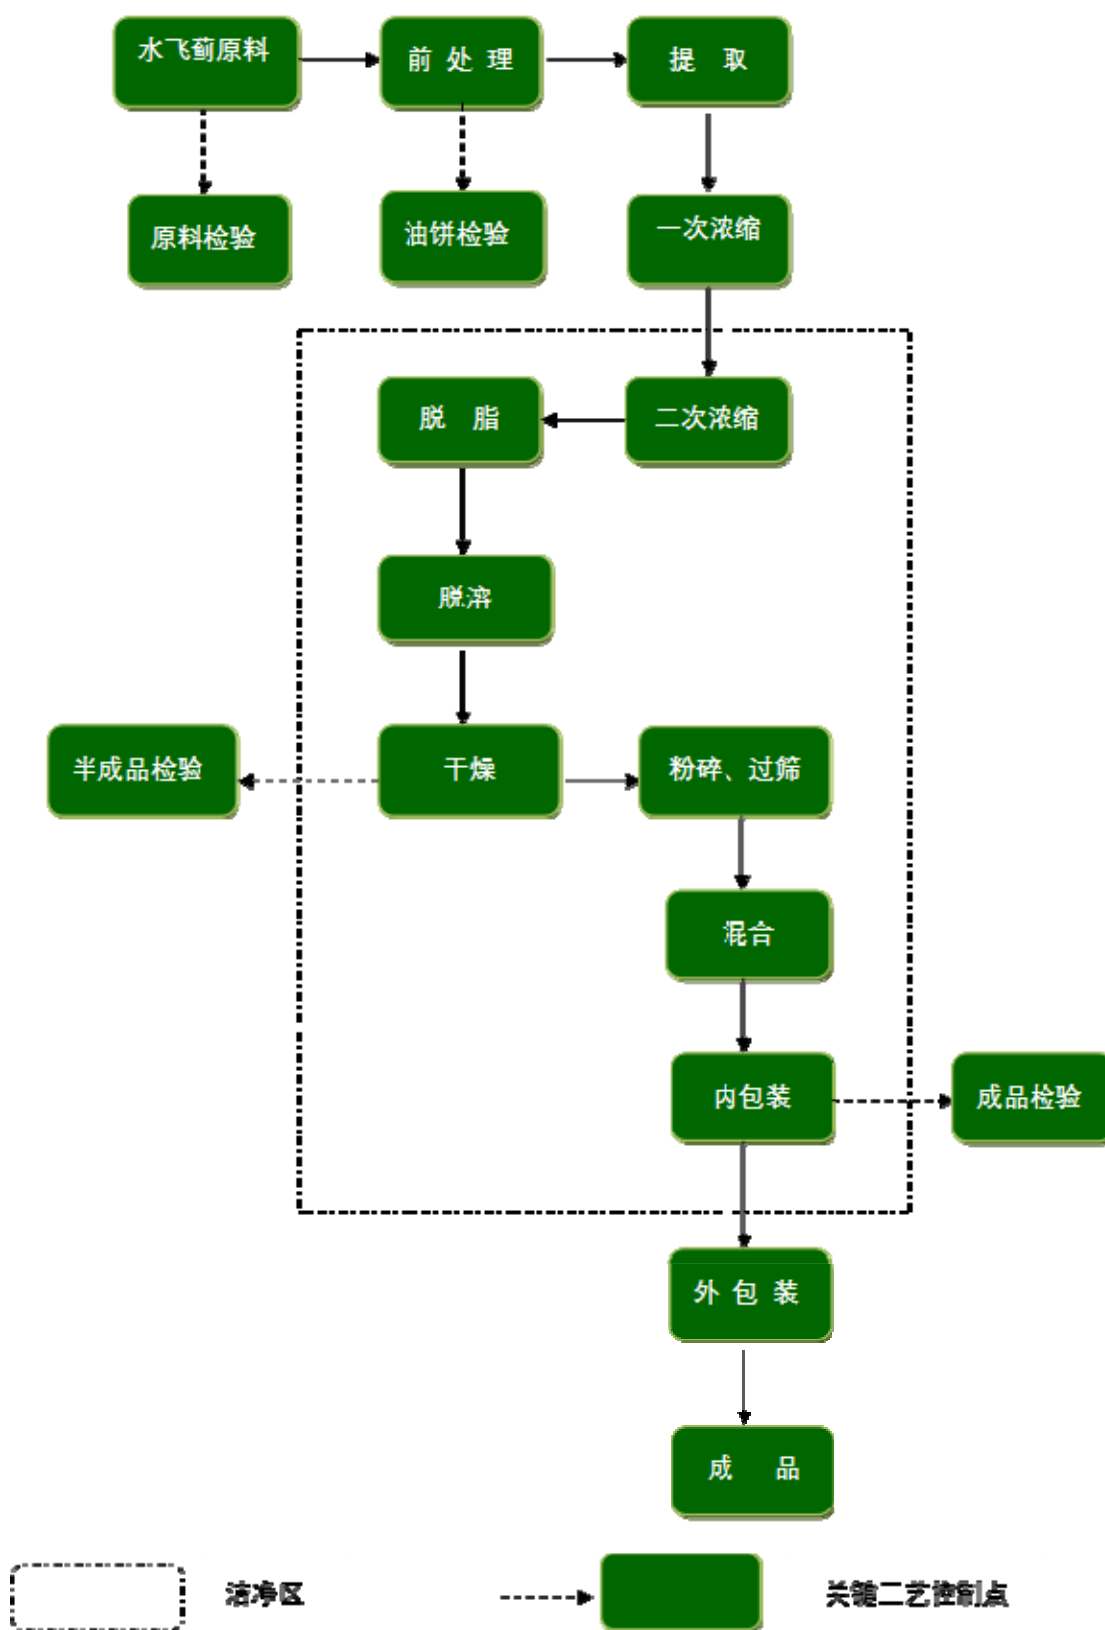 水飞蓟原料
前 处 理
提 取
原料检验
油饼检验
一次浓缩
脱 脂
二次浓缩
脱溶
半成品检验
干燥
粉碎、过筛
混合
内包装
成品检验
外 包 装
成 品
洁净区
关键工艺控制点